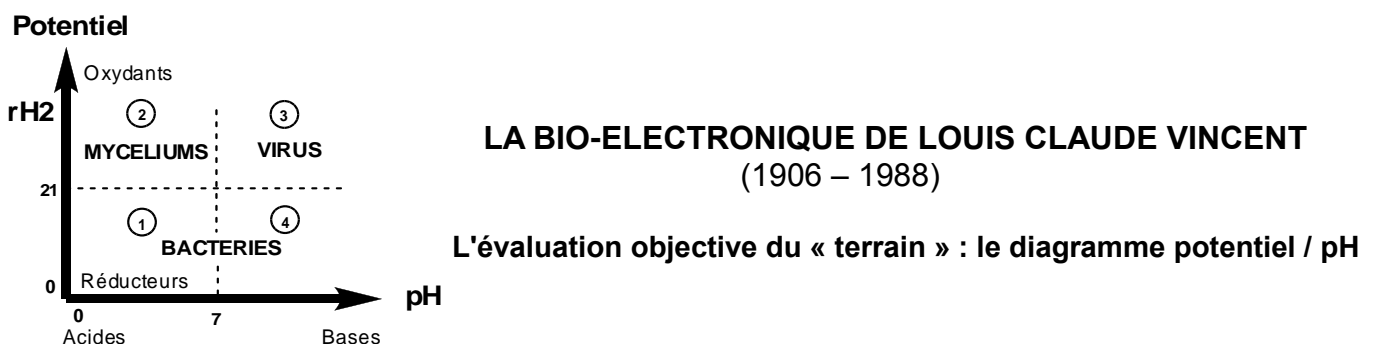 Potentiel
Oxydants
rH2
2
3
MYCELIUMS
VIRUS
21
1
4
BACTERIES
Réducteurs
0
pH
0
7
Acides
Bases
LA BIO-ELECTRONIQUE DE LOUIS CLAUDE VINCENT
(1906 – 1988)
L'évaluation objective du « terrain » : le diagramme potentiel / pH